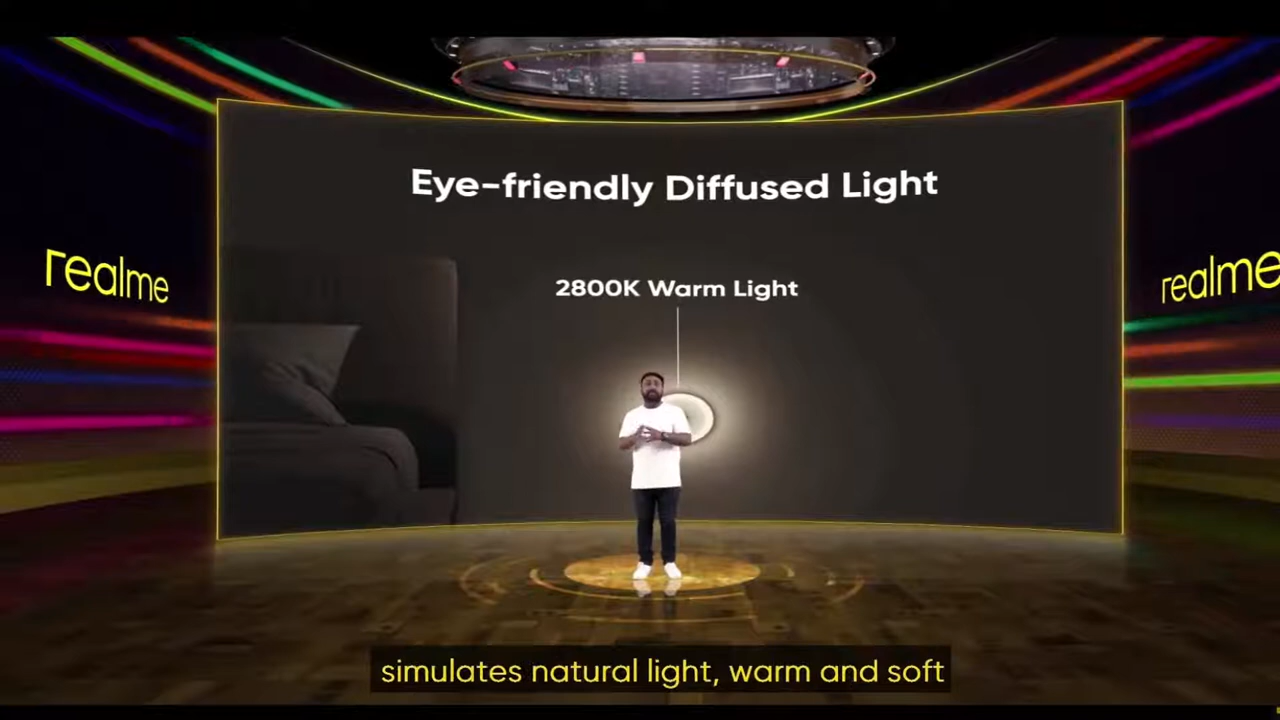 Eye-friendly Diffused Light
realme
realme
2800K Warm Light
simulates natural light, warm and soft